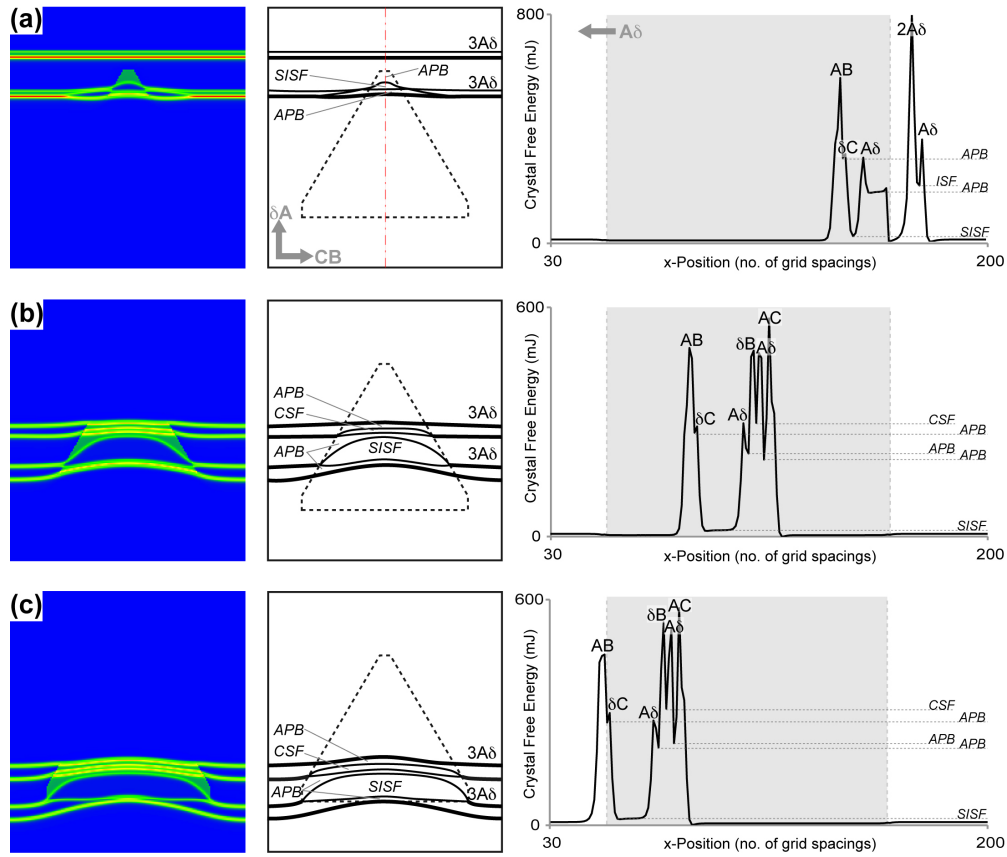 (a)
3Aδ
SISF
APB
3Aδ
APB
δA
CB
800
Crystal Free Energy (mJ)
0
30
x-Position (no. of grid spacings)
200
Aδ
2Aδ
AB
δC
Aδ
Aδ
APB
ISF
APB
SISF
(b)
APB
CSF
3Aδ
APB
SISF
3Aδ
600
Crystal Free Energy (mJ)
0
30
x-Position (no. of grid spacings)
200
AC
AB
δB
Aδ
δC
Aδ
CSF
APB
APB
APB
SISF
(c)
APB
CSF
3Aδ
APB
SISF
3Aδ
600
Crystal Free Energy (mJ)
0
30
x-Position (no. of grid spacings)
200
AC
δB
Aδ
AB
δC
Aδ
CSF
APB
APB
APB
SISF